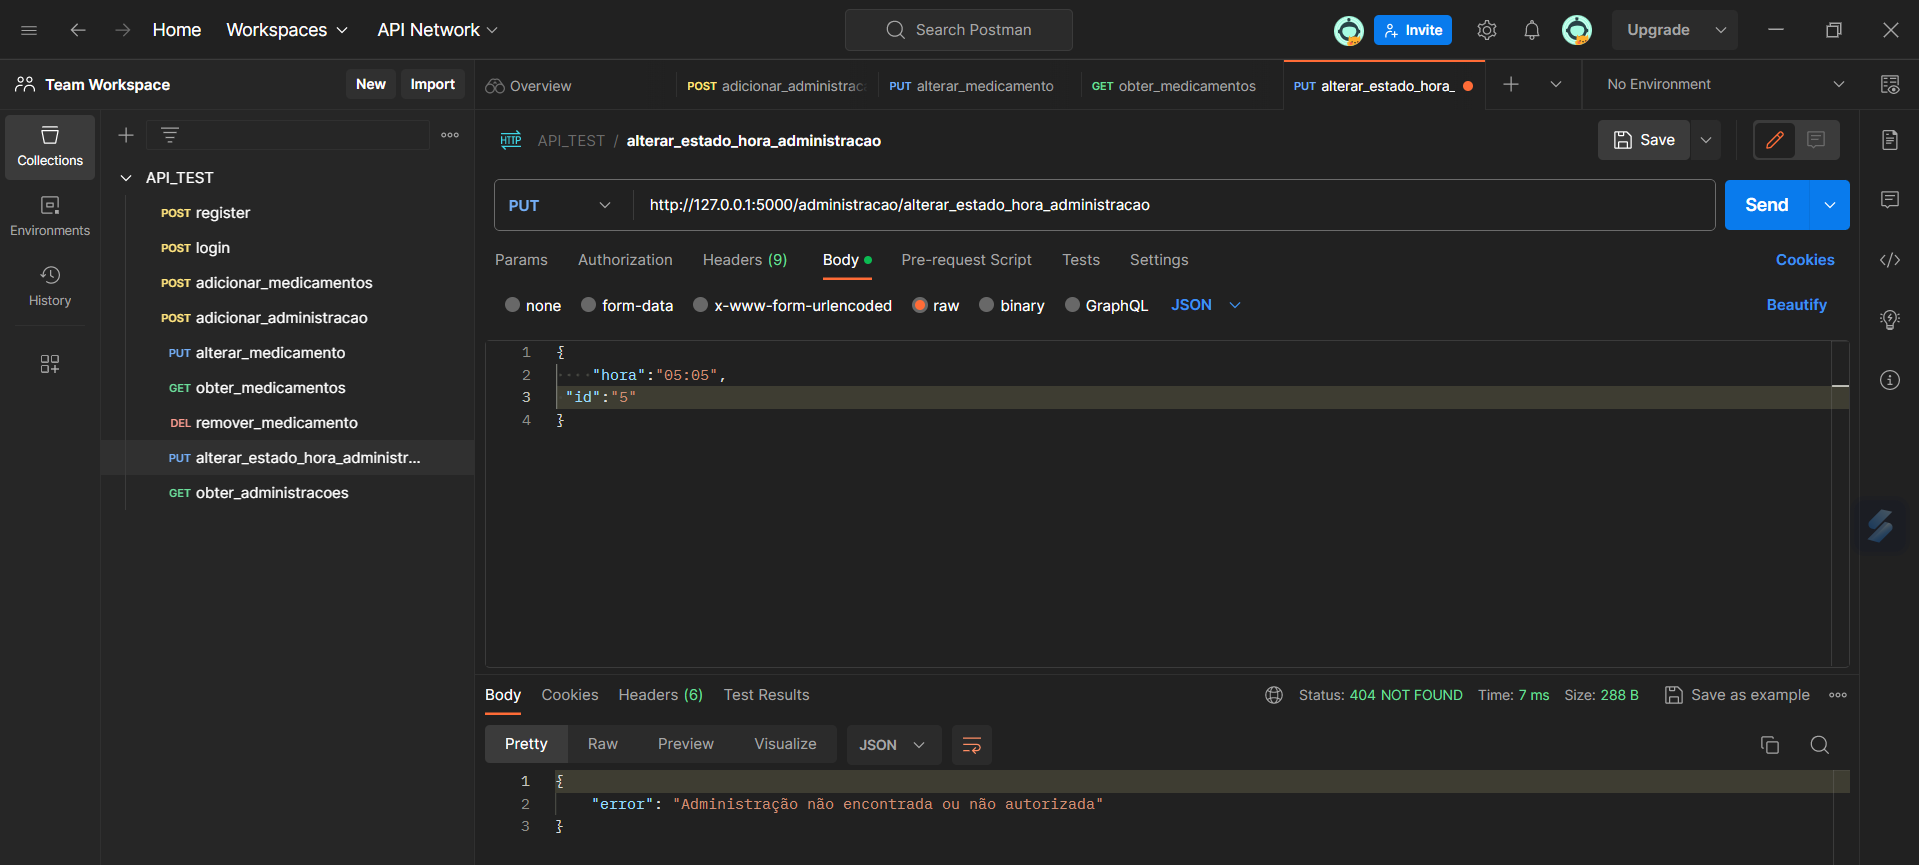 Home Workspaces API Network Search Postman Invite Upgrade
Team Workspace New Import Overview POST adicionar_administrac PUT alterar_medicamento GET obter_medicamentos PUT alterar_estado_hora_ No Environment
Collections
Environments
History
API_TEST
POST register
POST login
POST adicionar_medicamentos
POST adicionar_administracao
PUT alterar_medicamento
GET obter_medicamentos
DEL remover_medicamento
PUT alterar_estado_hora_administr...
GET obter_administracoes
HTTP API_TEST / alterar_estado_hora_administracao Save
PUT http://127.0.0.1:5000/administracao/alterar_estado_hora_administracao Send
Params Authorization Headers (9) Body Pre-request Script Tests Settings Cookies
none form-data x-www-form-urlencoded raw binary GraphQL JSON Beautify
1 {
2 "hora":"05:05",
3 "id":"5"
4 }
Body Cookies Headers (6) Test Results Status: 404 NOT FOUND Time: 7 ms Size: 288 B Save as example
Pretty Raw Preview Visualize JSON
1 {
2 "error": "Administração não encontrada ou não autorizada"
3 }